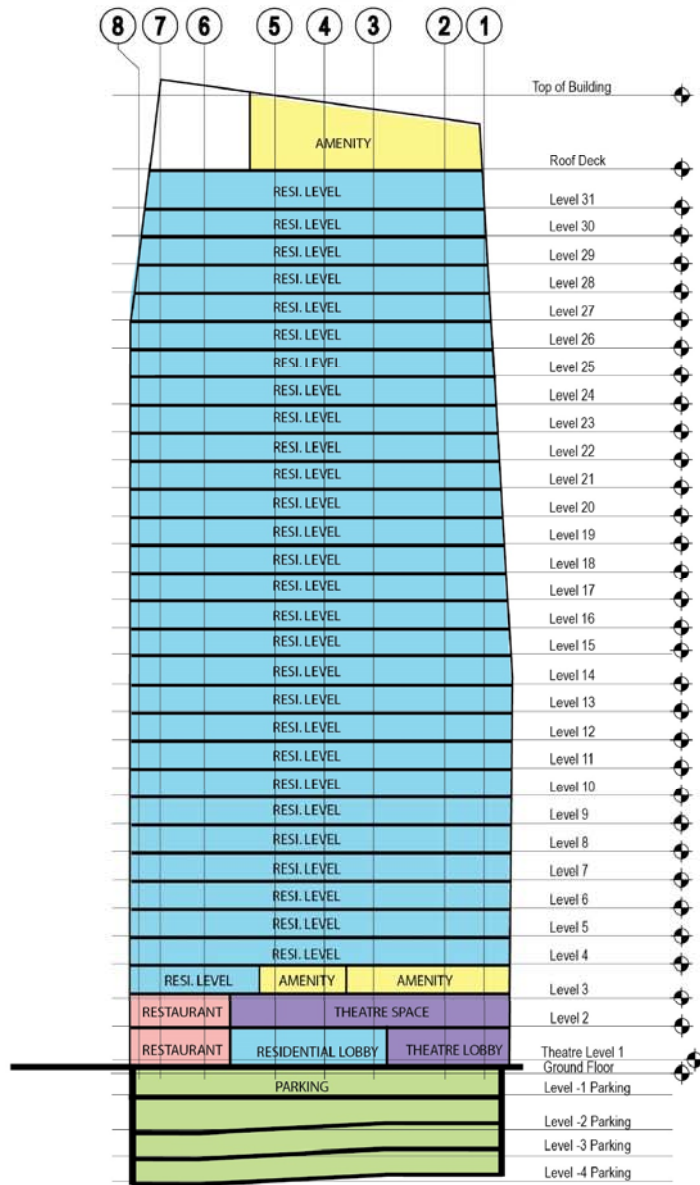 8 7 6 5 4 3 2 1
Top of Building
AMENITY
Roof Deck
RESI. LEVEL
Level 31
RESI. LEVEL
Level 30
RESI. LEVEL
Level 29
RESI. LEVEL
Level 28
RESI. LEVEL
Level 27
RESI. LEVEL
Level 26
RESI. LEVEL
Level 25
RESI. LEVEL
Level 24
RESI. LEVEL
Level 23
RESI. LEVEL
Level 22
RESI. LEVEL
Level 21
RESI. LEVEL
Level 20
RESI. LEVEL
Level 19
RESI. LEVEL
Level 18
RESI. LEVEL
Level 17
RESI. LEVEL
Level 16
RESI. LEVEL
Level 15
RESI. LEVEL
Level 14
RESI. LEVEL
Level 13
RESI. LEVEL
Level 12
RESI. LEVEL
Level 11
RESI. LEVEL
Level 10
RESI. LEVEL
Level 9
RESI. LEVEL
Level 8
RESI. LEVEL
Level 7
RESI. LEVEL
Level 6
RESI. LEVEL
Level 5
RESI. LEVEL
Level 4
RESI. LEVEL AMENITY AMENITY
Level 3
RESTAURANT THEATRE SPACE
Level 2
RESTAURANT RESIDENTIAL LOBBY THEATRE LOBBY
Theatre Level 1
Ground Floor
PARKING
Level -1 Parking
Level -2 Parking
Level -3 Parking
Level -4 Parking